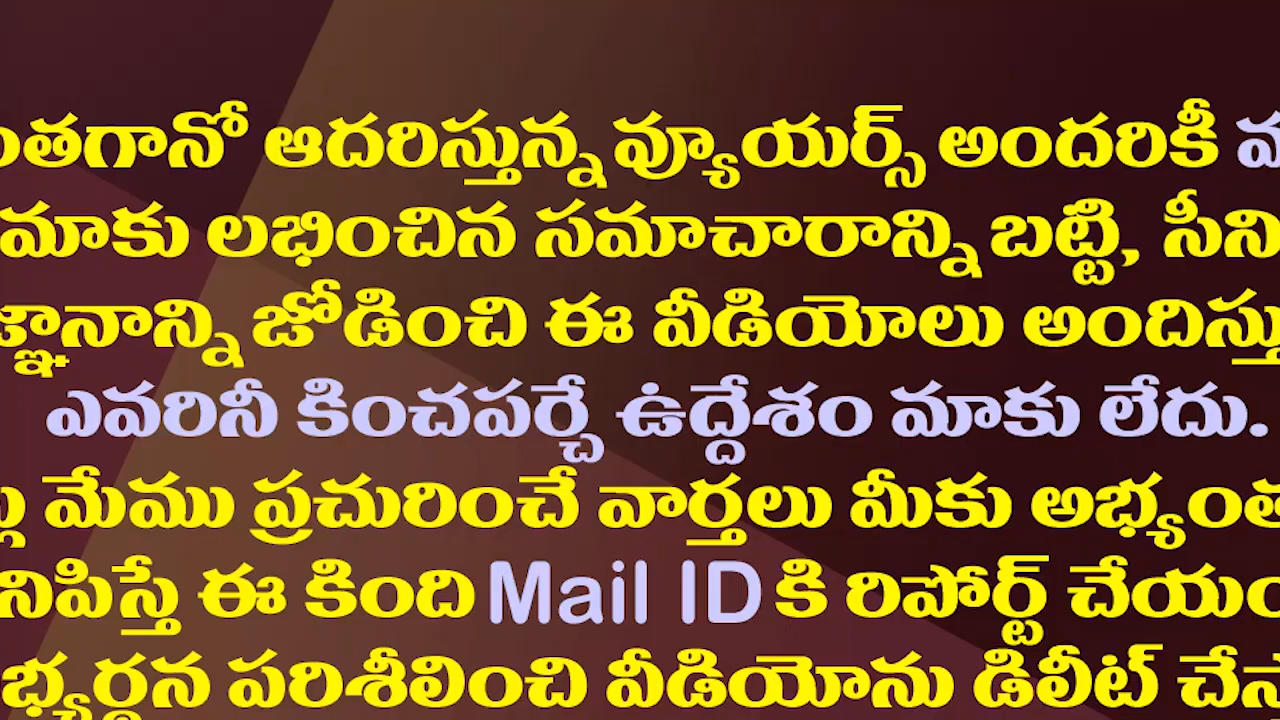 ఆదరిస్తున్న వ్యూయర్స్ అందరికీ
మాకు లభించిన సమాచారాన్ని బట్టి,
జోడించి ఈ వీడియోలు
ఎవరినీ కించపర్చే ఉద్దేశం మాకు లేదు.
మేము ప్రచురించే వార్తలు మీకు
ఈ కింది Mail ID కి రిపోర్ట్
పరిశీలించి వీడియోను డిలీట్